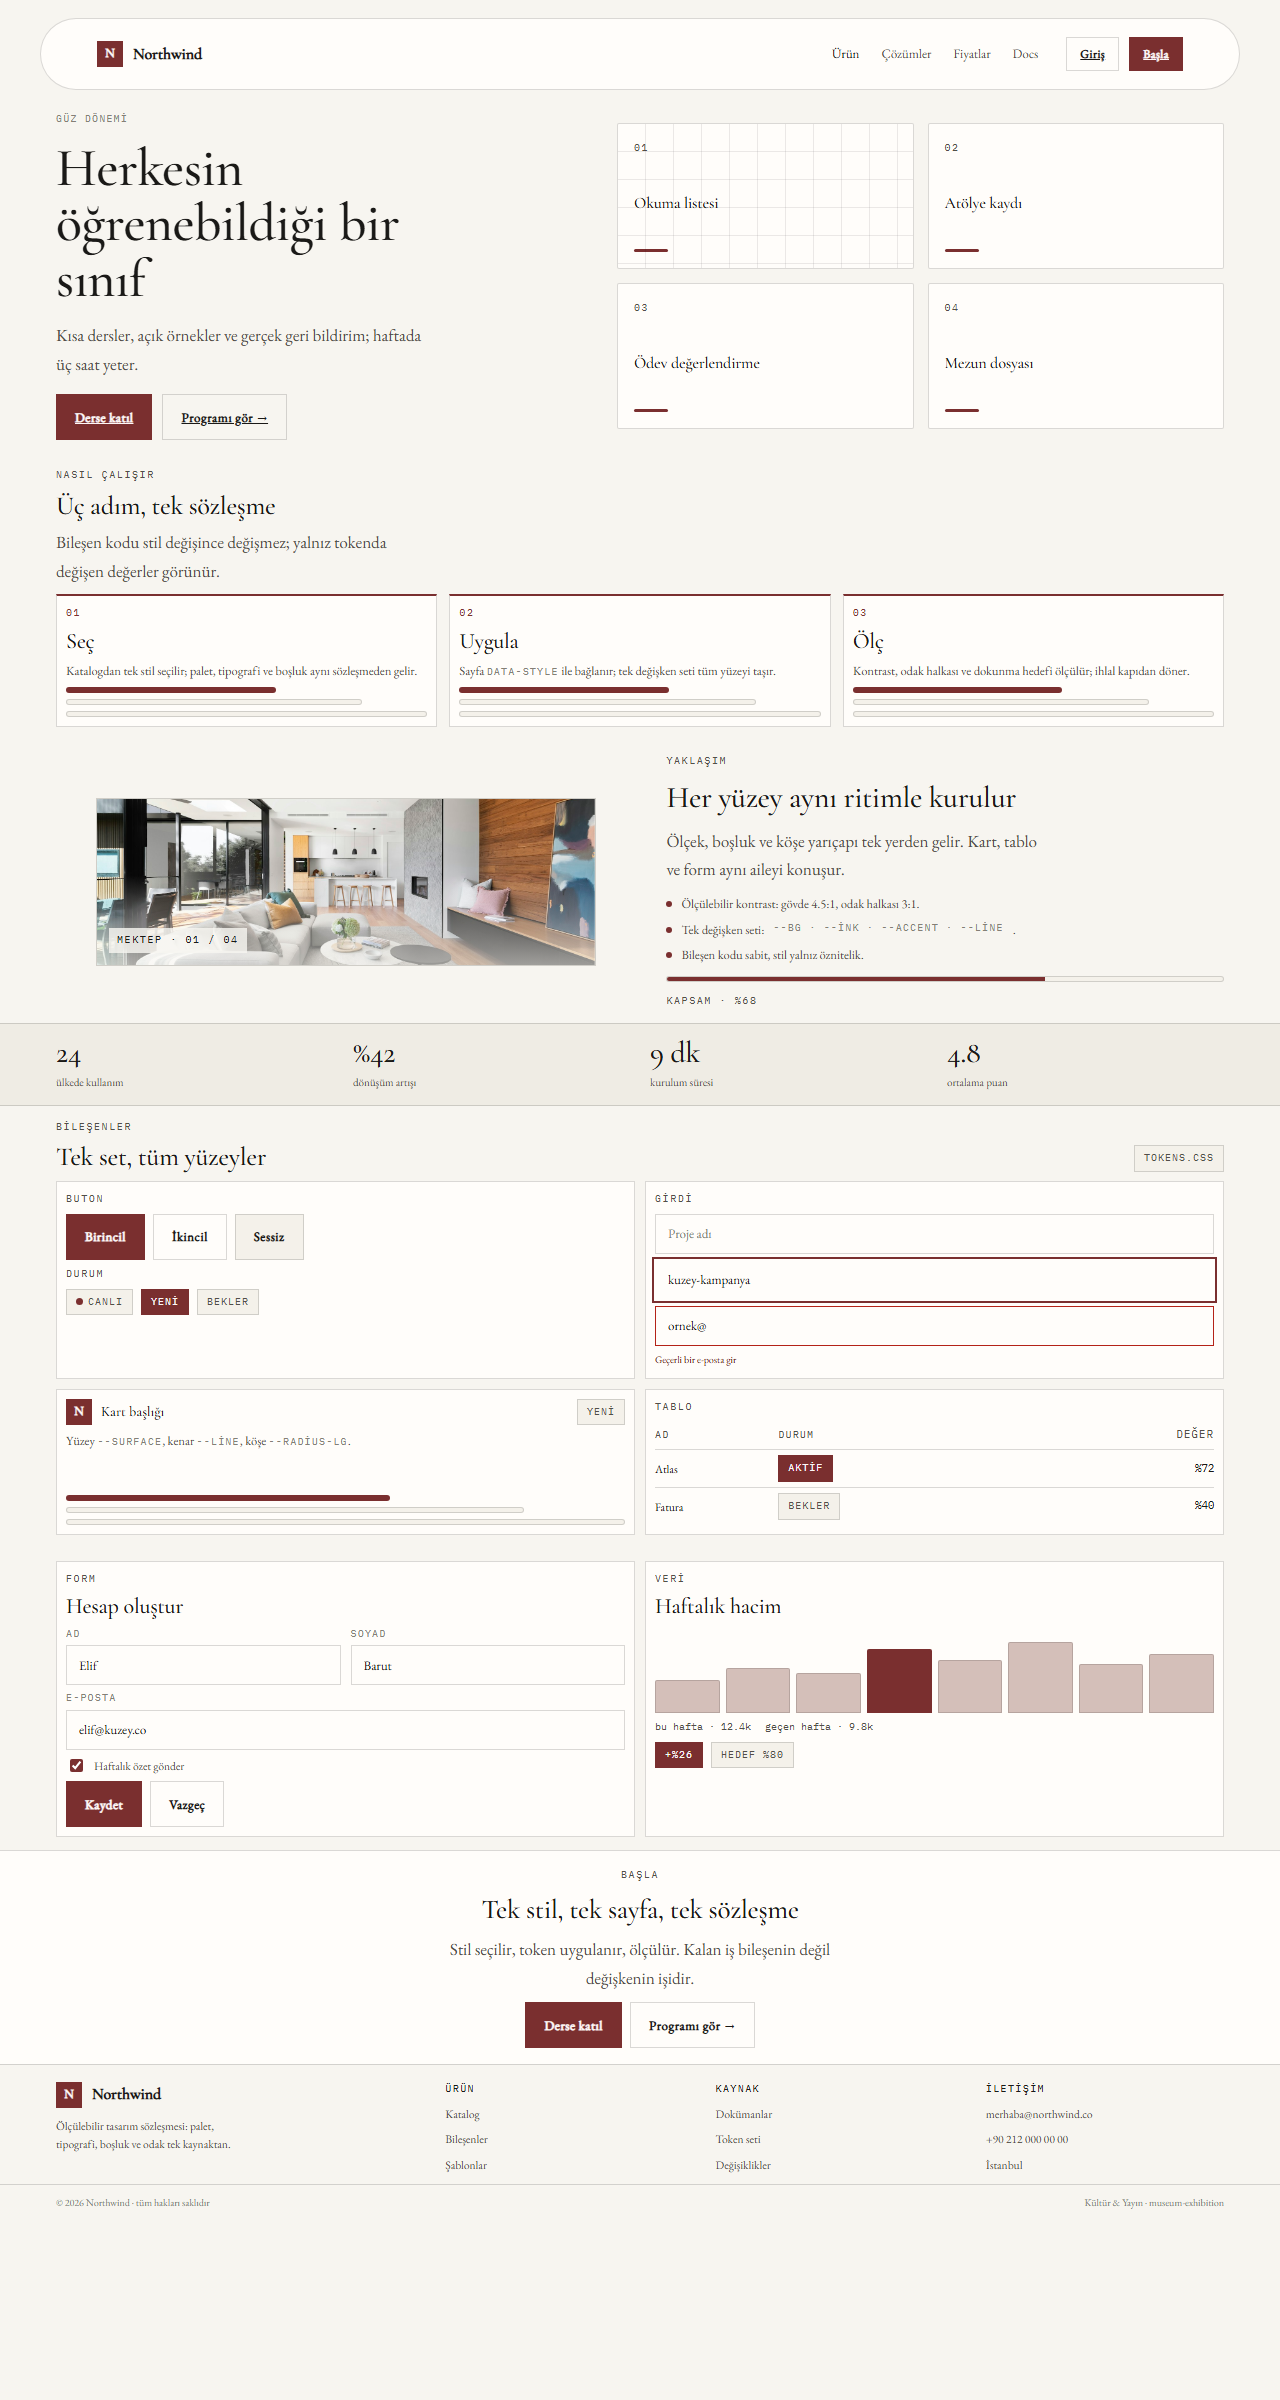 N Northwind
Ürün Çözümler Fiyatlar Docs Giriş Başla
GÜZ DÖNEMİ
Herkesin
öğrenebildiği bir
sınıf
Kısa dersler, açık örnekler ve gerçek geri bildirim; haftada
üç saat yeter.
Derse katıl Programı gör →
01
Okuma listesi
02
Atölye kaydı
03
Ödev değerlendirme
04
Mezun dosyası
NASIL ÇALIŞIR
Üç adım, tek sözleşme
Bileşen kodu stil değişince değişmez; yalnız tokenda
değişen değerler görünür.
01
Seç
Katalogdan tek stil seçilir; palet, tipografi ve boşluk aynı sözleşmeden gelir.
02
Uygula
Sayfa DATA-STYLE ile bağlanır; tek değişken seti tüm yüzeyi taşır.
03
Ölç
Kontrast, odak halkası ve dokunma hedefi ölçülür; ihlal kapıdan döner.
MEKTEP · 01 / 04
YAKLAŞIM
Her yüzey aynı ritimle kurulur
Ölçek, boşluk ve köşe yarıçapı tek yerden gelir. Kart, tablo
ve form aynı aileyi konuşur.
Ölçülebilir kontrast: gövde 4.5:1, odak halkası 3:1.
Tek değişken seti: --BG · --İNK · --ACCENT · --LİNE .
Bileşen kodu sabit, stil yalnız öznitelik.
KAPSAM · %68
24
ülkede kullanım
%42
dönüşüm artışı
9 dk
kurulum süresi
4.8
ortalama puan
BİLEŞENLER
Tek set, tüm yüzeyler
TOKENS.CSS
BUTON
Birincil İkincil Sessiz
DURUM
CANLI YENİ BEKLER
GİRDİ
Proje adı
kuzey-kampanya
ornek@
Geçerli bir e-posta gir
N Kart başlığı YENİ
Yüzey --SURFACE, kenar --LİNE, köşe --RADİUS-LG.
TABLO
AD DURUM DEĞER
Atlas AKTİF %72
Fatura BEKLER %40
FORM
Hesap oluştur
AD SOYAD
Elif Barut
E-POSTA
elif@kuzey.co
Haftalık özet gönder
Kaydet Vazgeç
VERİ
Haftalık hacim
bu hafta · 12.4k geçen hafta · 9.8k
+%26 HEDEF %80
BAŞLA
Tek stil, tek sayfa, tek sözleşme
Stil seçilir, token uygulanır, ölçülür. Kalan iş bileşenin değil
değişkenin işidir.
Derse katıl Programı gör →
N Northwind
Ölçülebilir tasarım sözleşmesi: palet,
tipografi, boşluk ve odak tek kaynaktan.
ÜRÜN
Katalog
Bileşenler
Şablonlar
KAYNAK
Dokümanlar
Token seti
Değişiklikler
İLETİŞİM
merhaba@northwind.co
+90 212 000 00 00
İstanbul
© 2026 Northwind · tüm hakları saklıdır
Kültür & Yayın · museum-exhibition